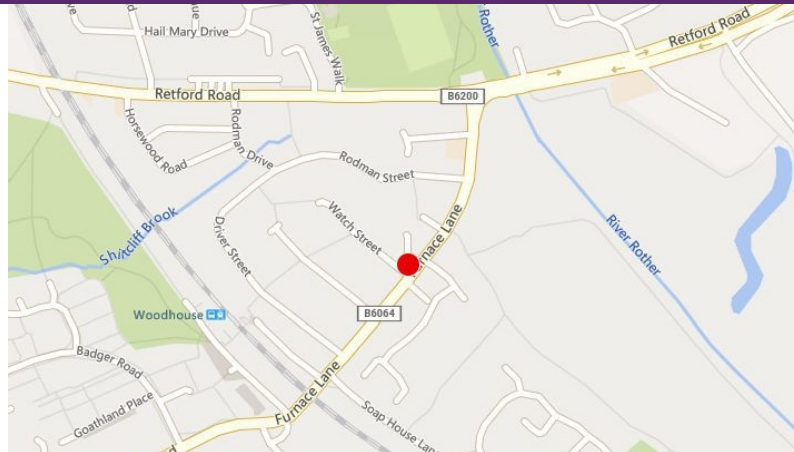 Hail Mary Drive
St James Walk
Rother
Retford Road
Retford Road
B6200
Horsewood Road
Rodman Drive
Rodman Street
Shirtcliff Brook
Driver Street
Watch Street
Furnace Lane
River Rother
Woodhouse
B6064
Badger Road
Goathland Place
Furnace Lane
Soap House Lane